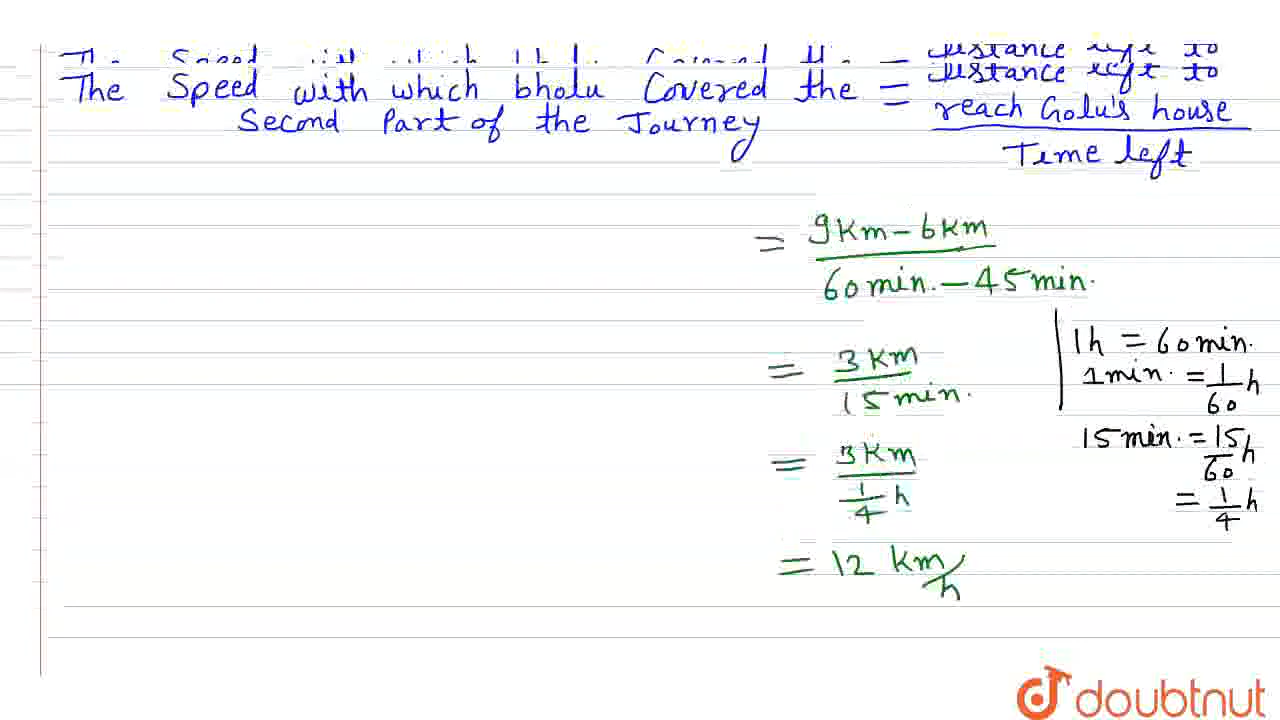 The Speed with which bholu Covered the = distance left to
Second Part of the Journey
reach Golu's house
Time left
= 9km - 6km
60 min. - 45 min.
= 3 km
15 min.
= 3 km
1/4 h
= 12 km/h
1h = 60 min.
1 min. = 1/60 h
15 min. = 15/60 h
= 1/4 h
doubtnut